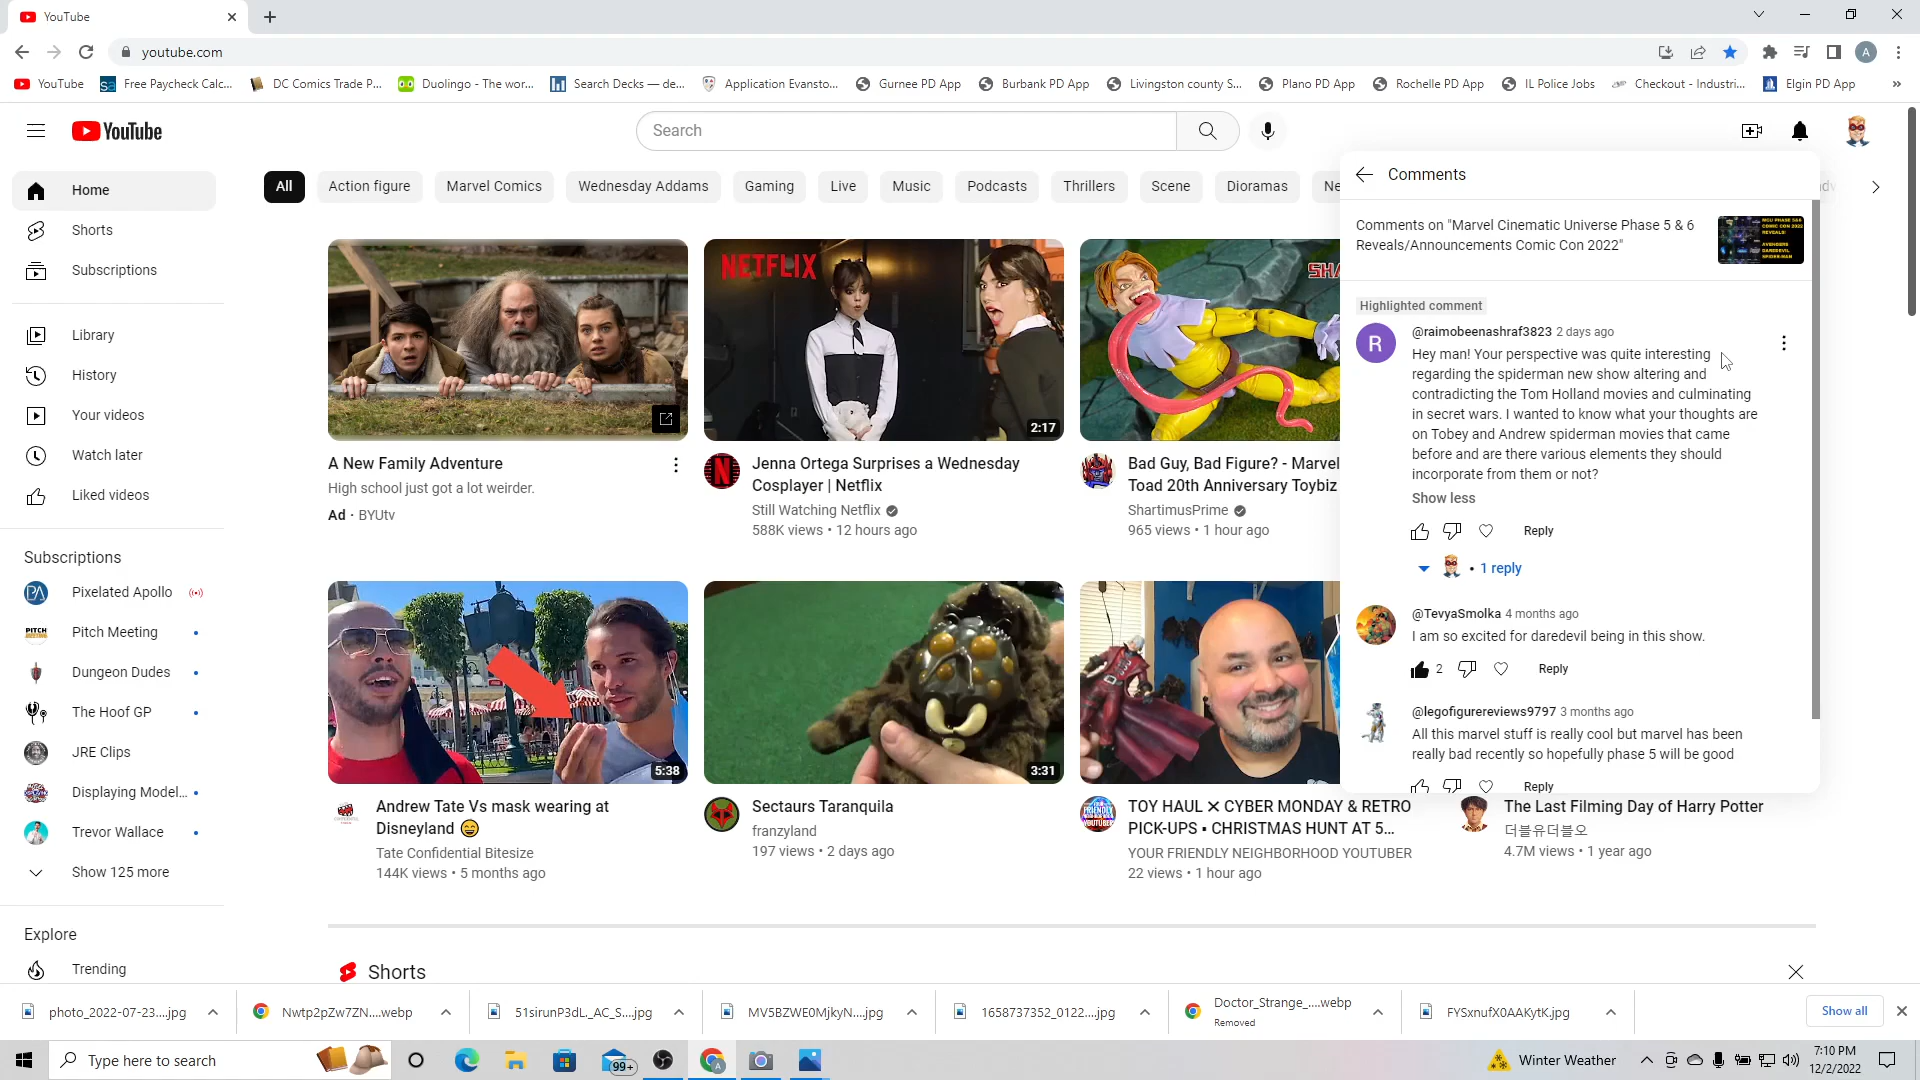 YouTube
youtube.com
YouTube
Free Paycheck Calc...
DC Comics Trade P...
Duolingo - The wor...
Search Decks — de...
Application Evansto...
Gurnee PD App
Burbank PD App
Livingston county S...
Plano PD App
Rochelle PD App
IL Police Jobs
Checkout - Industri...
Elgin PD App
YouTube
Search
Home
Shorts
Subscriptions
Library
History
Your videos
Watch later
Liked videos
Subscriptions
Pixelated Apollo
Pitch Meeting
Dungeon Dudes
The Hoof GP
JRE Clips
Displaying Model...
Trevor Wallace
Show 125 more
Explore
Trending
All
Action figure
Marvel Comics
Wednesday Addams
Gaming
Live
Music
Podcasts
Thrillers
Scene
Dioramas
Ne
A New Family Adventure
High school just got a lot weirder.
Ad · BYUtv
NETFLIX
2:17
Jenna Ortega Surprises a Wednesday
Cosplayer | Netflix
Still Watching Netflix
588K views • 12 hours ago
SHA
Bad Guy, Bad Figure? - Marvel
Toad 20th Anniversary Toybiz
ShartimusPrime
965 views • 1 hour ago
5:38
Andrew Tate Vs mask wearing at
Disneyland 😄
Tate Confidential Bitesize
144K views • 5 months ago
3:31
Sectaurs Taranquila
franzyland
197 views • 2 days ago
TOY HAUL ✕ CYBER MONDAY & RETRO
PICK-UPS • CHRISTMAS HUNT AT 5...
YOUR FRIENDLY NEIGHBORHOOD YOUTUBER
22 views • 1 hour ago
The Last Filming Day of Harry Potter
더블유더블오
4.7M views • 1 year ago
Comments
Comments on "Marvel Cinematic Universe Phase 5 & 6
Reveals/Announcements Comic Con 2022"
MCU PHASE 5&6
COMIC CON 2022
REVEALS!
AVENGERS
DAREDEVIL
SPIDER-MAN
Highlighted comment
R
@raimobeenashraf3823 2 days ago
Hey man! Your perspective was quite interesting
regarding the spiderman new show altering and
contradicting the Tom Holland movies and culminating
in secret wars. I wanted to know what your thoughts are
on Tobey and Andrew spiderman movies that came
before and are there various elements they should
incorporate from them or not?
Show less
Reply
• 1 reply
@TevyaSmolka 4 months ago
I am so excited for daredevil being in this show.
2
Reply
@legofigurereviews9797 3 months ago
All this marvel stuff is really cool but marvel has been
really bad recently so hopefully phase 5 will be good
Reply
Shorts
photo_2022-07-23....jpg
Nwtp2pZw7ZN....webp
51sirunP3dL._AC_S....jpg
MV5BZWE0MjkyN....jpg
1658737352_0122....jpg
Doctor_Strange_....webp
Removed
FYSxnufX0AAKytK.jpg
Show all
Type here to search
99+
Winter Weather
7:10 PM
12/2/2022